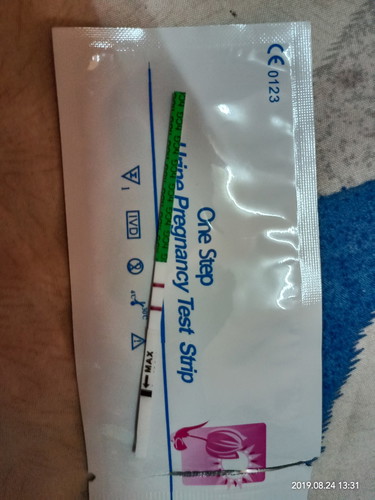 One Step
Urine Pregnancy Test Strip
CE 0123
IVD
MAX
2019.08.24 13:31